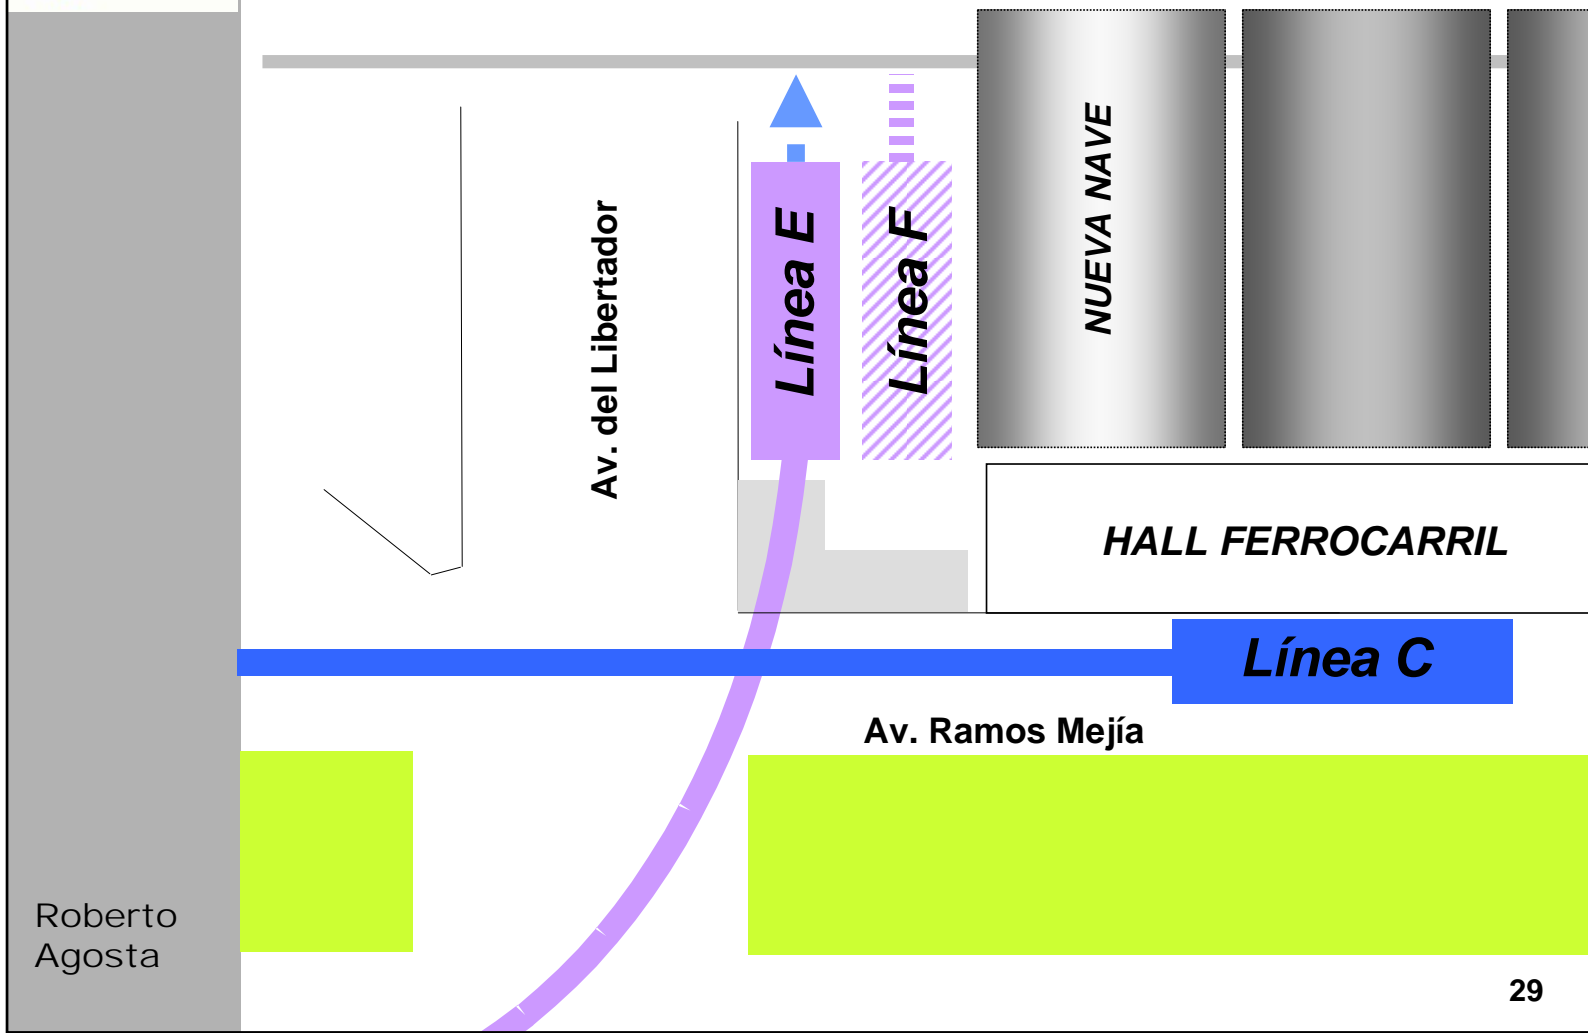 Av. del Libertador
Línea E
Línea F
NUEVA NAVE
HALL FERROCARRIL
Línea C
Av. Ramos Mejía
Roberto
Agosta
29